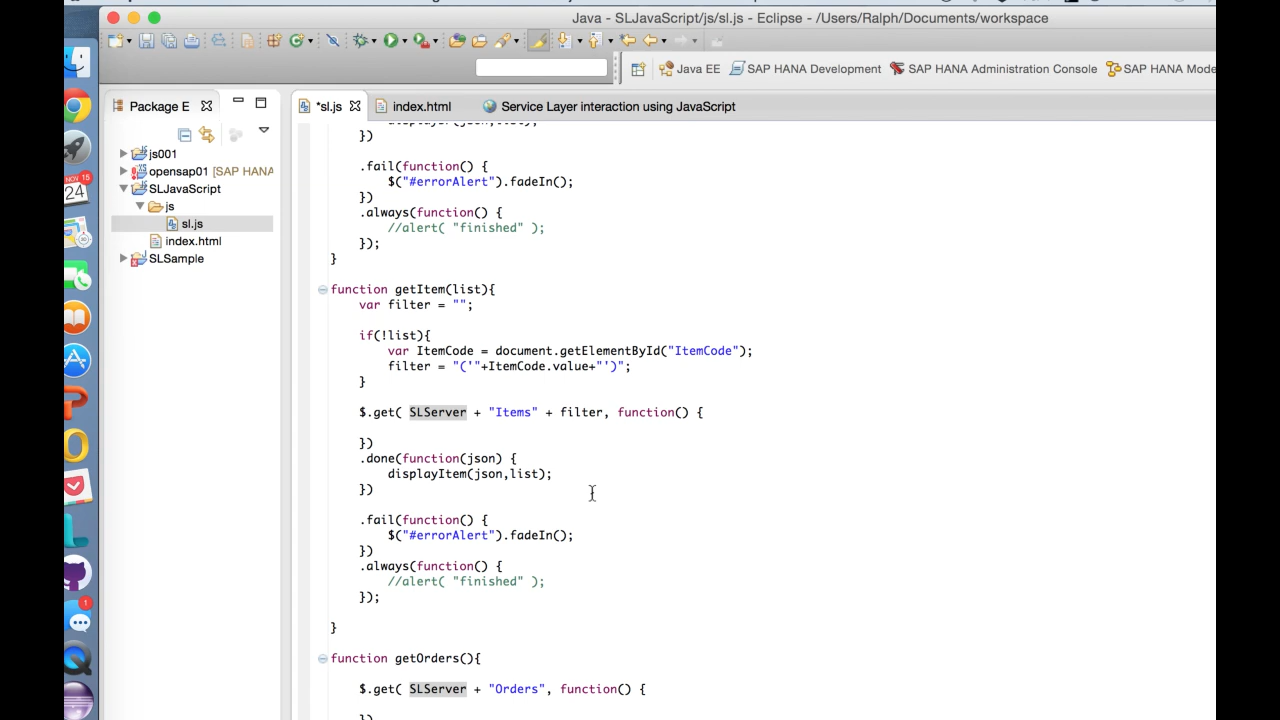 Java - SLJavaScript/js/sl.js - Eclipse - /Users/Ralph/Documents/workspace
Java EE SAP HANA Development SAP HANA Administration Console SAP HANA Mode
Package E
*sl.js index.html Service Layer interaction using JavaScript
js001
opensap01 [SAP HANA
SLJavaScript
js
sl.js
index.html
SLSample
NOV 15
24
1
})
.fail(function() {
$("#errorAlert").fadeIn();
})
.always(function() {
//alert( "finished" );
});
}
function getItem(list){
var filter = "";
if(!list){
var ItemCode = document.getElementById("ItemCode");
filter = "('"+ItemCode.value+"')";
}
$.get( SLServer + "Items" + filter, function() {
})
.done(function(json) {
displayItem(json,list);
})
.fail(function() {
$("#errorAlert").fadeIn();
})
.always(function() {
//alert( "finished" );
});
}
function getOrders(){
$.get( SLServer + "Orders", function() {
})